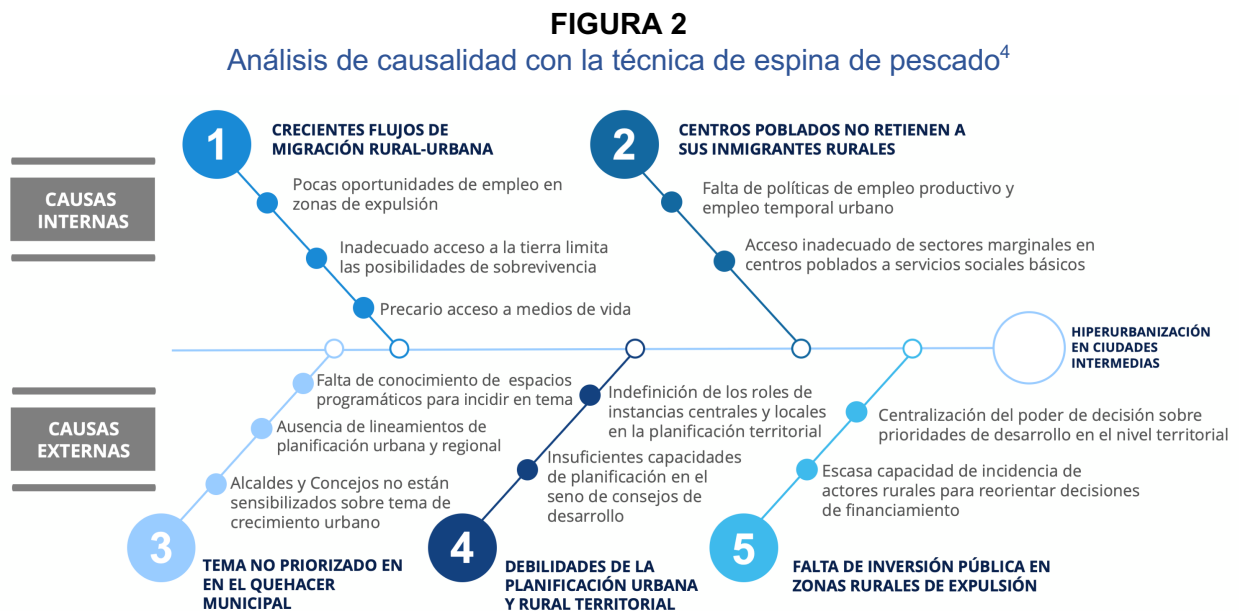 FIGURA 2
Análisis de causalidad con la técnica de espina de pescado4
CAUSAS
INTERNAS
1
CRECIENTES FLUJOS DE
MIGRACIÓN RURAL-URBANA
Pocas oportunidades de empleo en
zonas de expulsión
Inadecuado acceso a la tierra limita
las posibilidades de sobrevivencia
Precario acceso a medios de vida
2
CENTROS POBLADOS NO RETIENEN A
SUS INMIGRANTES RURALES
Falta de políticas de empleo productivo y
empleo temporal urbano
Acceso inadecuado de sectores marginales en
centros poblados a servicios sociales básicos
HIPERURBANIZACIÓN
EN CIUDADES
INTERMEDIAS
CAUSAS
EXTERNAS
Falta de conocimiento de espacios
programáticos para incidir en tema
Ausencia de lineamientos de
planificación urbana y regional
Alcaldes y Concejos no están
sensibilizados sobre tema de
crecimiento urbano
3
TEMA NO PRIORIZADO EN
EN EL QUEHACER
MUNICIPAL
Indefinición de los roles de
instancias centrales y locales
en la planificación territorial
Insuficientes capacidades
de planificación en el
seno de consejos de
desarrollo
4
DEBILIDADES DE LA
PLANIFICACIÓN URBANA
Y RURAL TERRITORIAL
Centralización del poder de decisión sobre
prioridades de desarrollo en el nivel territorial
Escasa capacidad de incidencia de
actores rurales para reorientar decisiones
de financiamiento
5
FALTA DE INVERSIÓN PÚBLICA EN
ZONAS RURALES DE EXPULSIÓN